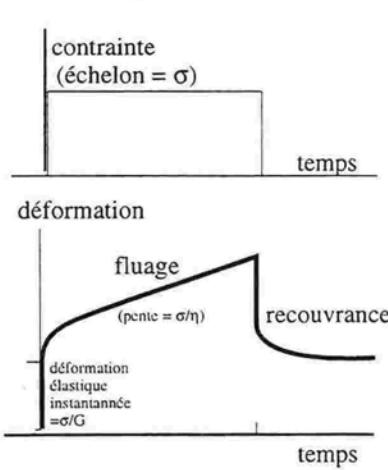 contrainte
(échelon = σ)
temps
déformation
fluage
(pente = σ/η)
recouvrance
déformation
élastique
instantannée
=σ/G
temps